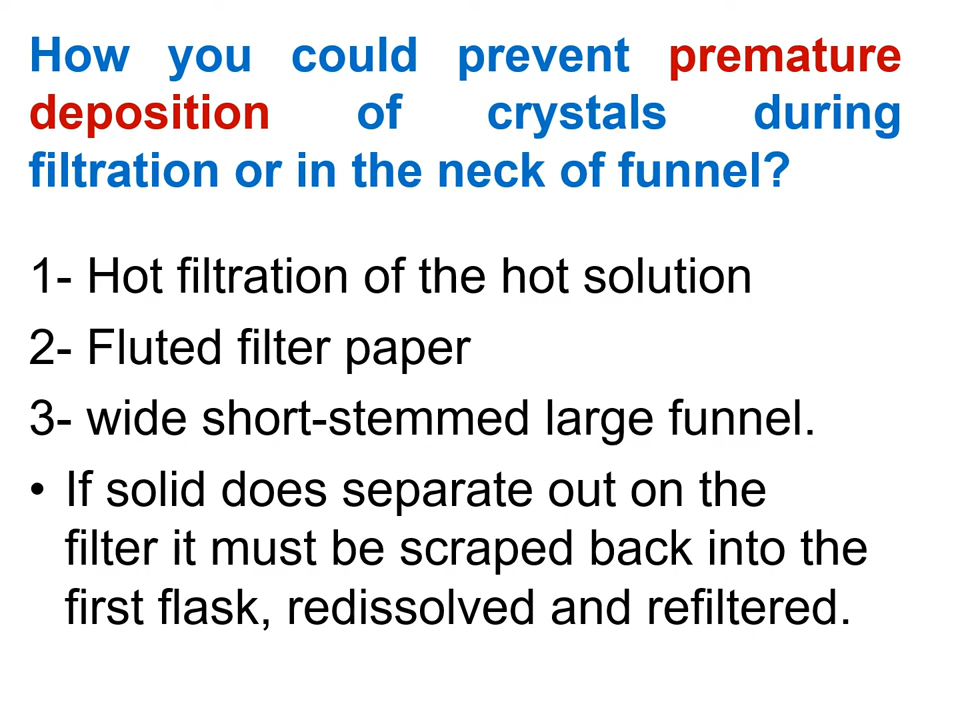 How you could prevent premature
deposition of crystals during
filtration or in the neck of funnel?
1- Hot filtration of the hot solution
2- Fluted filter paper
3- wide short-stemmed large funnel.
• If solid does separate out on the
filter it must be scraped back into the
first flask, redissolved and refiltered.